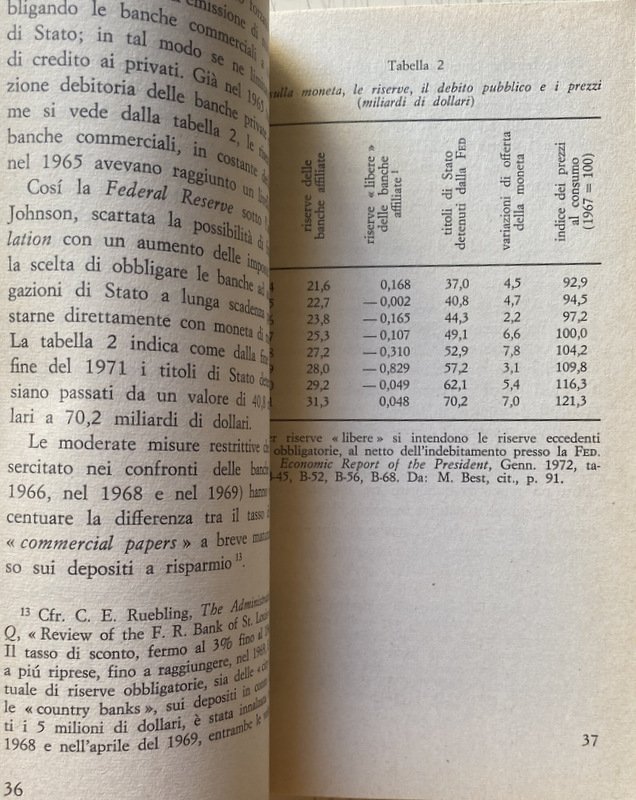 bligando le banche commerciali a
di Stato; in tal modo se ne
di credito ai privati. Già nel 1965
zione debitoria delle banche private
me si vede dalla tabella 2, le
banche commerciali, in costante
nel 1965 avevano raggiunto un
Cosí la Federal Reserve sotto
Johnson, scartata la possibilità di
lation con un aumento delle
la scelta di obbligare le banche ad
gazioni di Stato a lunga scadenza
starne direttamente con moneta di
La tabella 2 indica come dalla
fine del 1971 i titoli di Stato
siano passati da un valore di 40,8
lari a 70,2 miliardi di dollari.
Le moderate misure restrittive
sercitato nei confronti delle banche
1966, nel 1968 e nel 1969)
centuare la differenza tra il tasso
« commercial papers » a breve
so sui depositi a risparmio 13.
13 Cfr. C. E. Ruebling, The
Q, « Review of the F. R. Bank of St.
Il tasso di sconto, fermo al 3% fino al
a piú riprese, fino a raggiungere, nel 1969,
tuale di riserve obbligatorie, sia delle
le « country banks », sui depositi in
ti i 5 milioni di dollari, è stata
1968 e nell'aprile del 1969, entrambe le
36
Tabella 2
sulla moneta, le riserve, il debito pubblico e i prezzi
(miliardi di dollari)
riserve delle
banche affiliate
riserve « libere »
delle banche
affiliate 1
titoli di Stato
detenuti dalla FED
variazioni di offerta
della moneta
indice dei prezzi
al consumo
(1967 = 100)
21,6 0,168 37,0 4,5 92,9
22,7 —0,002 40,8 4,7 94,5
23,8 —0,165 44,3 2,2 97,2
25,3 —0,107 49,1 6,6 100,0
27,2 —0,310 52,9 7,8 104,2
28,0 —0,829 57,2 3,1 109,8
29,2 —0,049 62,1 5,4 116,3
31,3 0,048 70,2 7,0 121,3
riserve « libere » si intendono le riserve eccedenti
obbligatorie, al netto dell'indebitamento presso la FED.
Economic Report of the President, Genn. 1972, ta-
B-45, B-52, B-56, B-68. Da: M. Best, cit., p. 91.
37